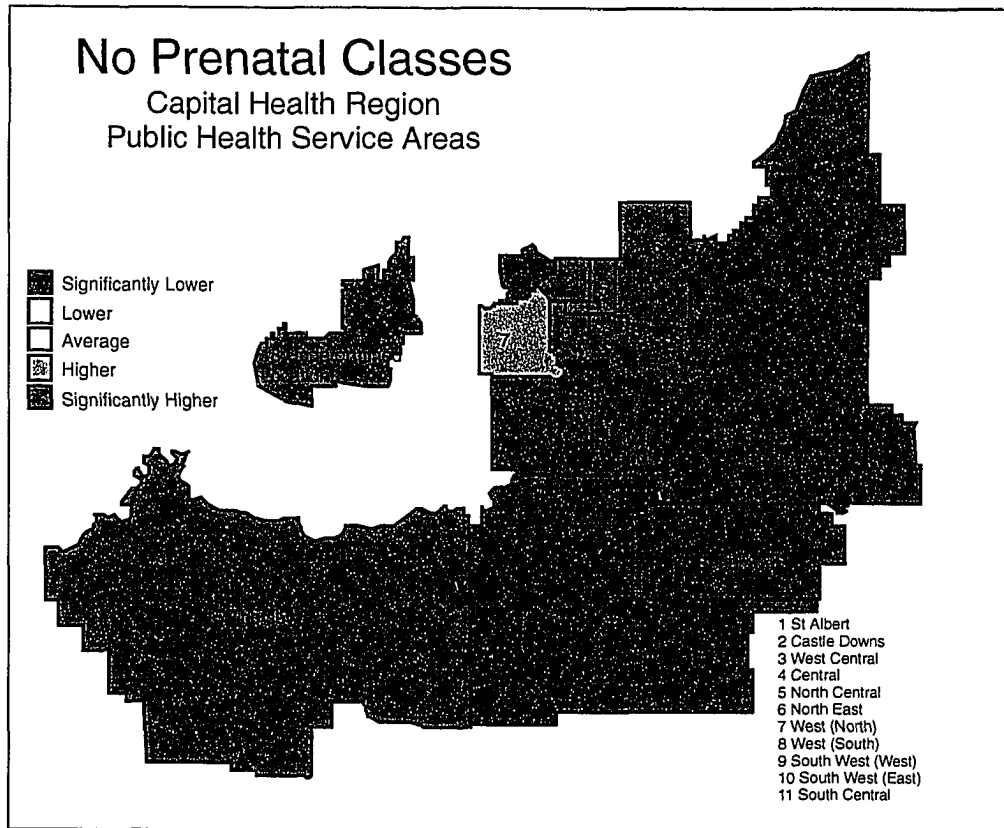 No Prenatal Classes
Capital Health Region
Public Health Service Areas
Significantly Lower
Lower
Average
Higher
Significantly Higher
7
1 St Albert
2 Castle Downs
3 West Central
4 Central
5 North Central
6 North East
7 West (North)
8 West (South)
9 South West (West)
10 South West (East)
11 South Central